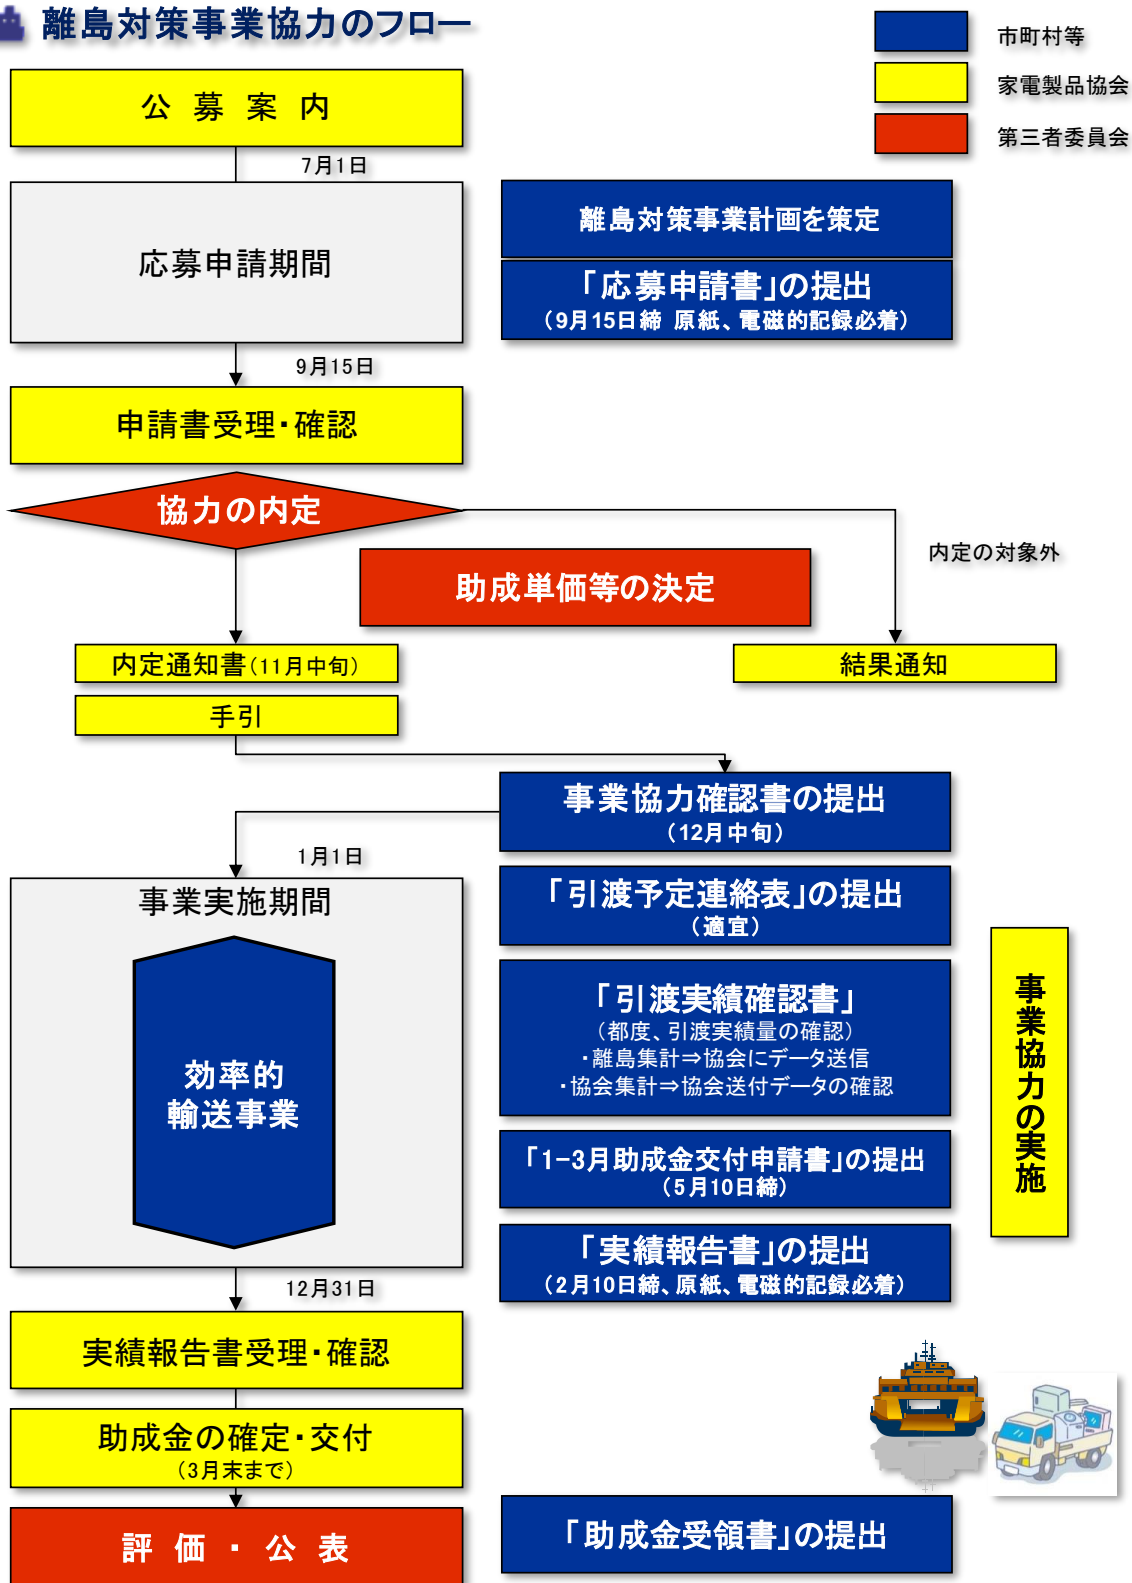 離島対策事業協力のフロー
市町村等
家電製品協会
第三者委員会
公 募 案 内
7月1日
応募申請期間
離島対策事業計画を策定
「応募申請書」の提出
（9月15日締 原紙、電磁的記録必着）
9月15日
申請書受理・確認
協力の内定
内定の対象外
助成単価等の決定
内定通知書（11月中旬）
結果通知
手引
事業協力確認書の提出
（12月中旬）
1月1日
事業実施期間
「引渡予定連絡表」の提出
（適宜）
「引渡実績確認書」
（都度、引渡実績量の確認）
・離島集計⇒協会にデータ送信
・協会集計⇒協会送付データの確認
効率的
輸送事業
事業協力の実施
「1-3月助成金交付申請書」の提出
（5月10日締）
「実績報告書」の提出
（2月10日締、原紙、電磁的記録必着）
12月31日
実績報告書受理・確認
助成金の確定・交付
（3月末まで）
評 価 ・ 公 表
「助成金受領書」の提出